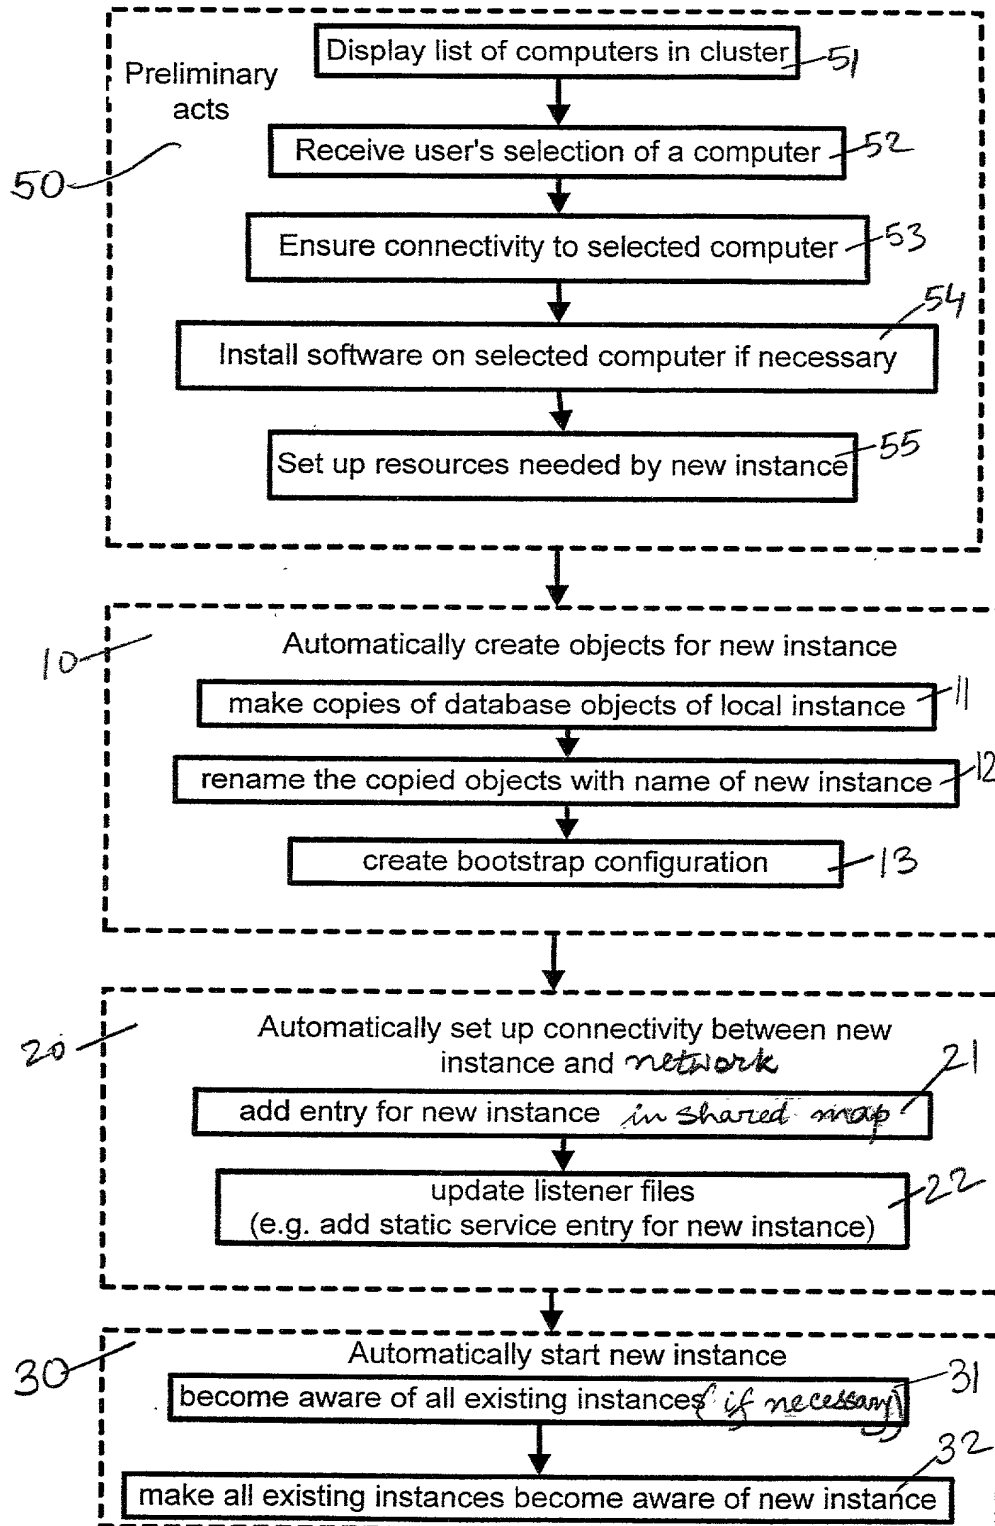 Display list of computers in cluster 51
Preliminary
acts
50
Receive user's selection of a computer 52
Ensure connectivity to selected computer 53
54
Install software on selected computer if necessary
Set up resources needed by new instance 55
10
Automatically create objects for new instance
make copies of database objects of local instance 11
rename the copied objects with name of new instance 12
create bootstrap configuration 13
20
Automatically set up connectivity between new
instance and network
21
add entry for new instance in shared map
update listener files 22
(e.g. add static service entry for new instance)
30
Automatically start new instance
become aware of all existing instances (if necessary) 31
32
make all existing instances become aware of new instance